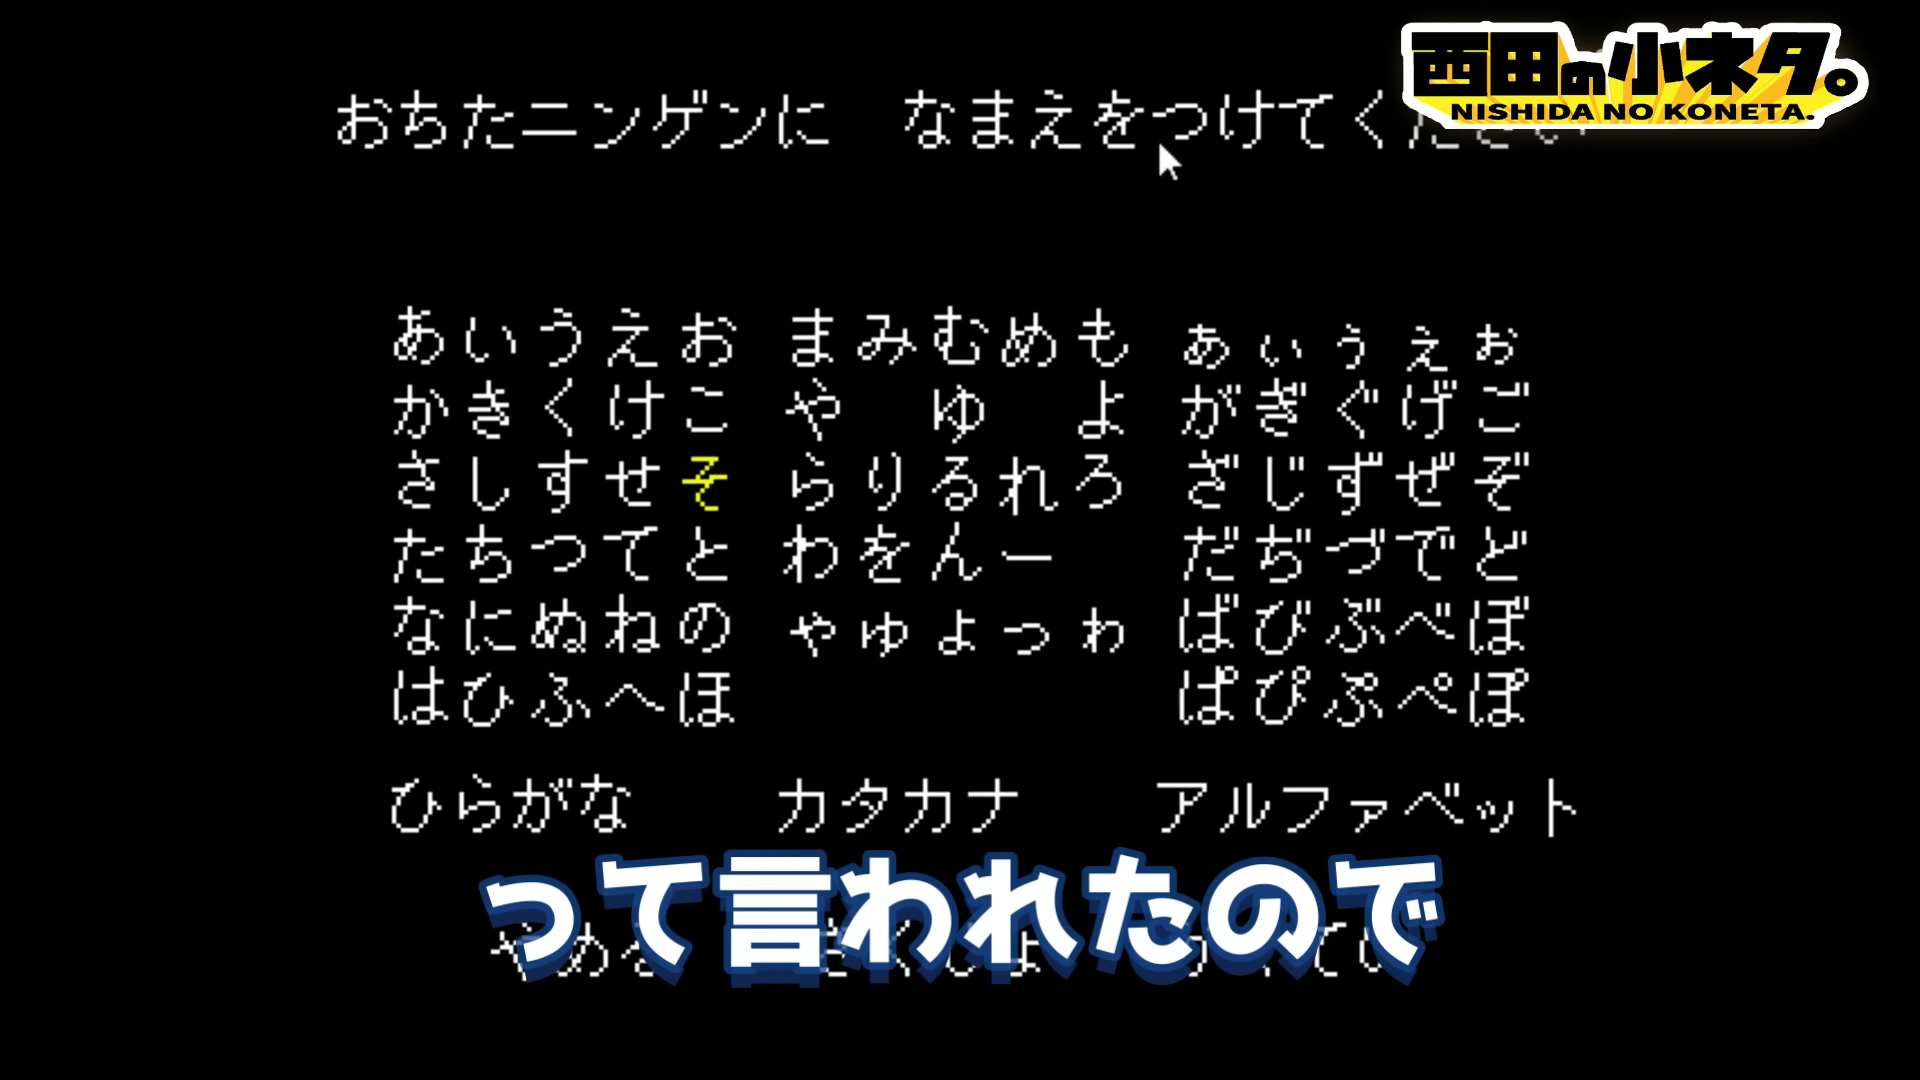 西田の小ネタ。
NISHIDA NO KONETA.
おちたニンゲンに　なまえをつけてく
あいうえお まみむめも ぁぃぅぇぉ
かきくけこ や ゆ よ がぎぐげご
さしすせそ らりるれろ ざじずぜぞ
たちつてと わをんー だぢづでど
なにぬねの ゃゅょっゎ ばびぶべぼ
はひふへほ ぱぴぷぺぽ
ひらがな カタカナ アルファベット
って言われたので